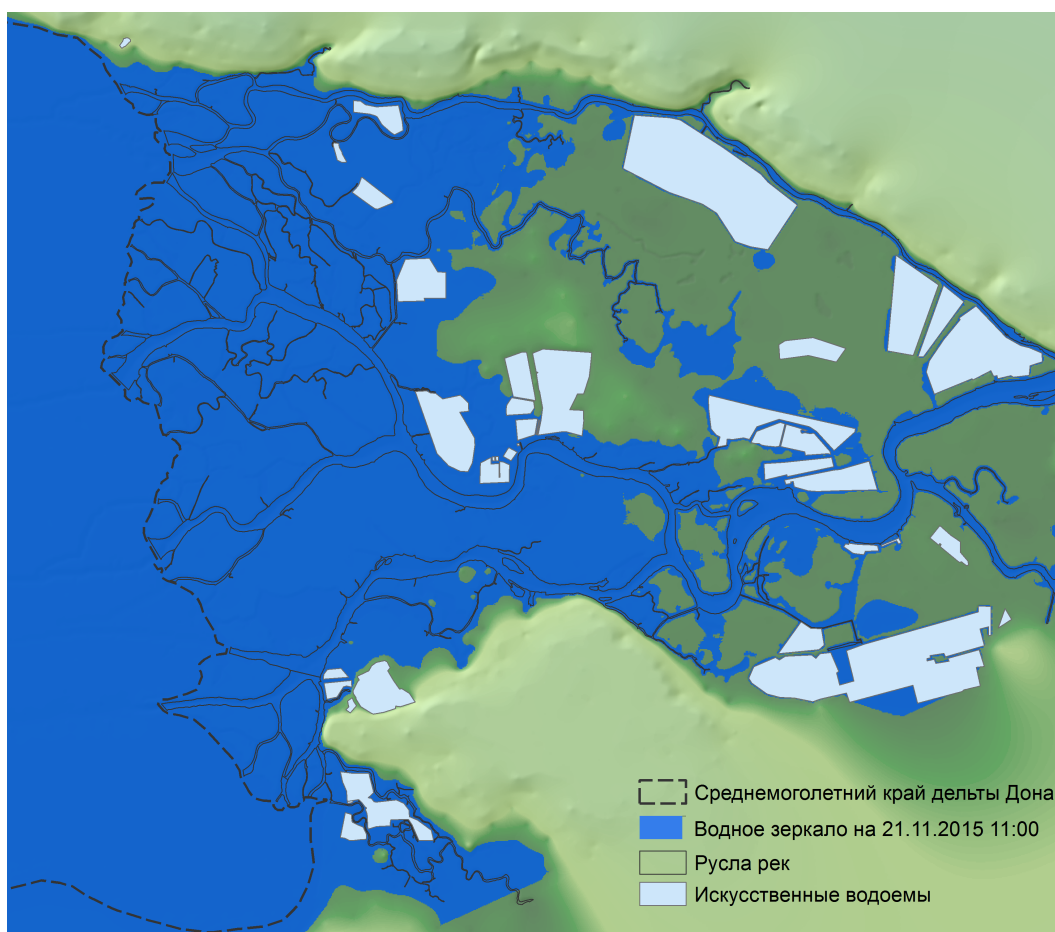 Среднемоголетний край дельты Дона
Водное зеркало на 21.11.2015 11:00
Русла рек
Искусственные водоемы